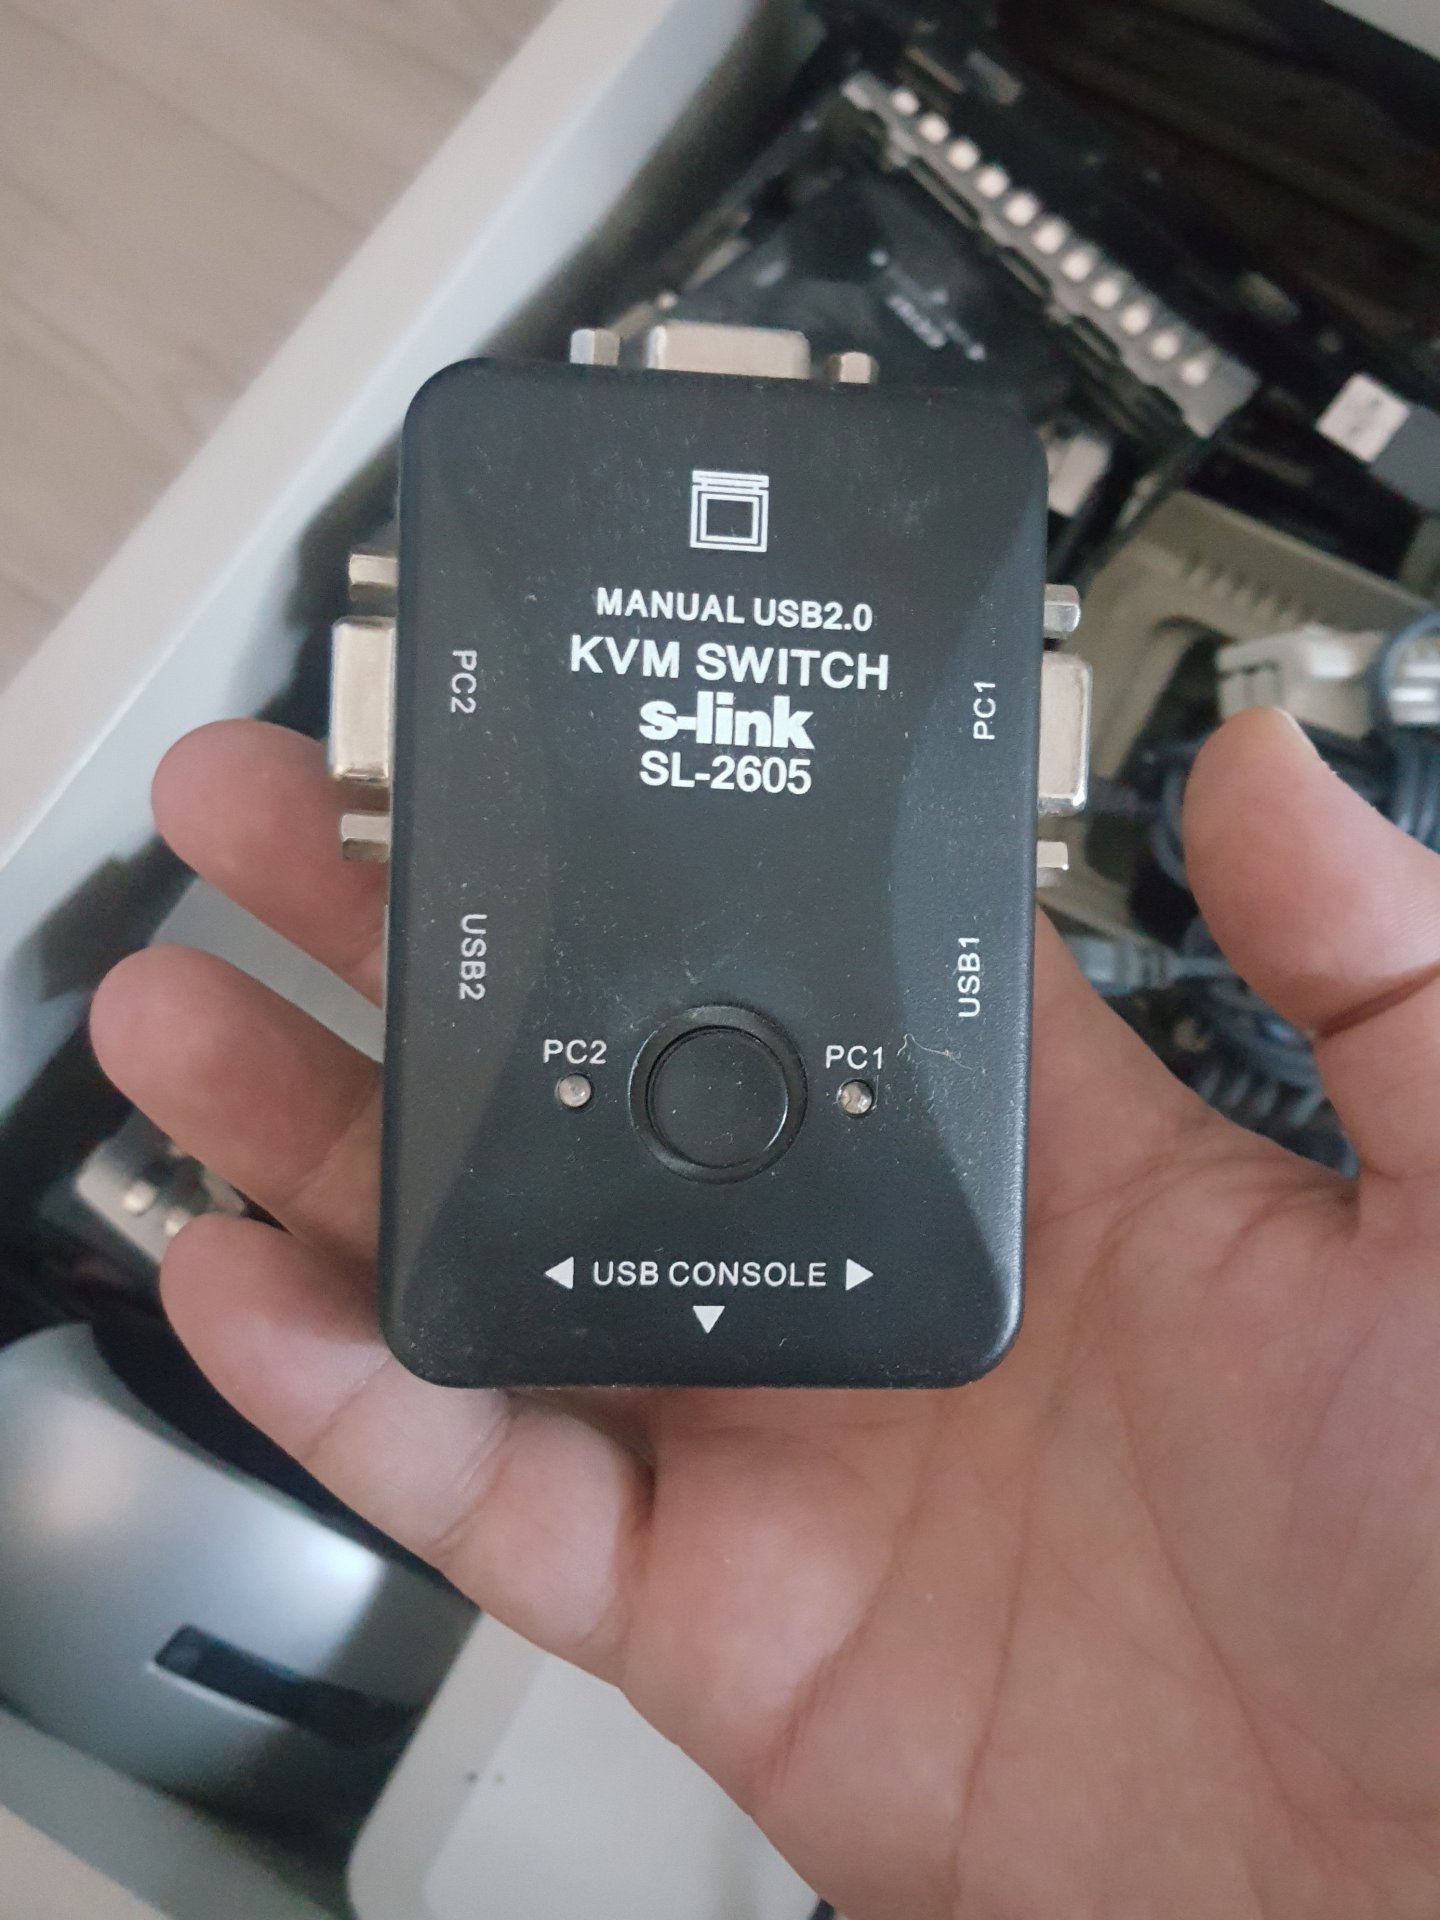 MANUAL USB2.0
KVM SWITCH
s-link
SL-2605
PC2
PC1
USB2
USB1
PC2
PC1
USB CONSOLE